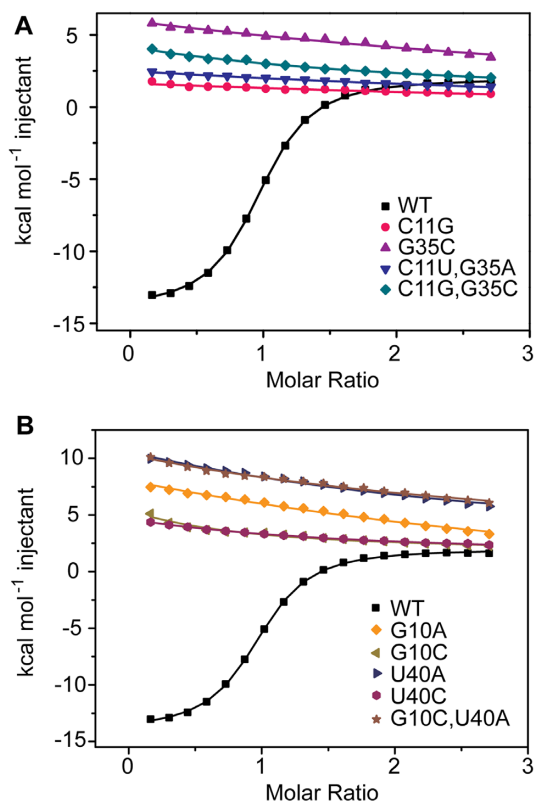 A
kcal mol⁻¹ injectant
5
0
-5
-10
-15
WT
C11G
G35C
C11U,G35A
C11G,G35C
0 1 2 3
Molar Ratio
B
kcal mol⁻¹ injectant
10
5
0
-5
-10
-15
WT
G10A
G10C
U40A
U40C
G10C,U40A
0 1 2 3
Molar Ratio